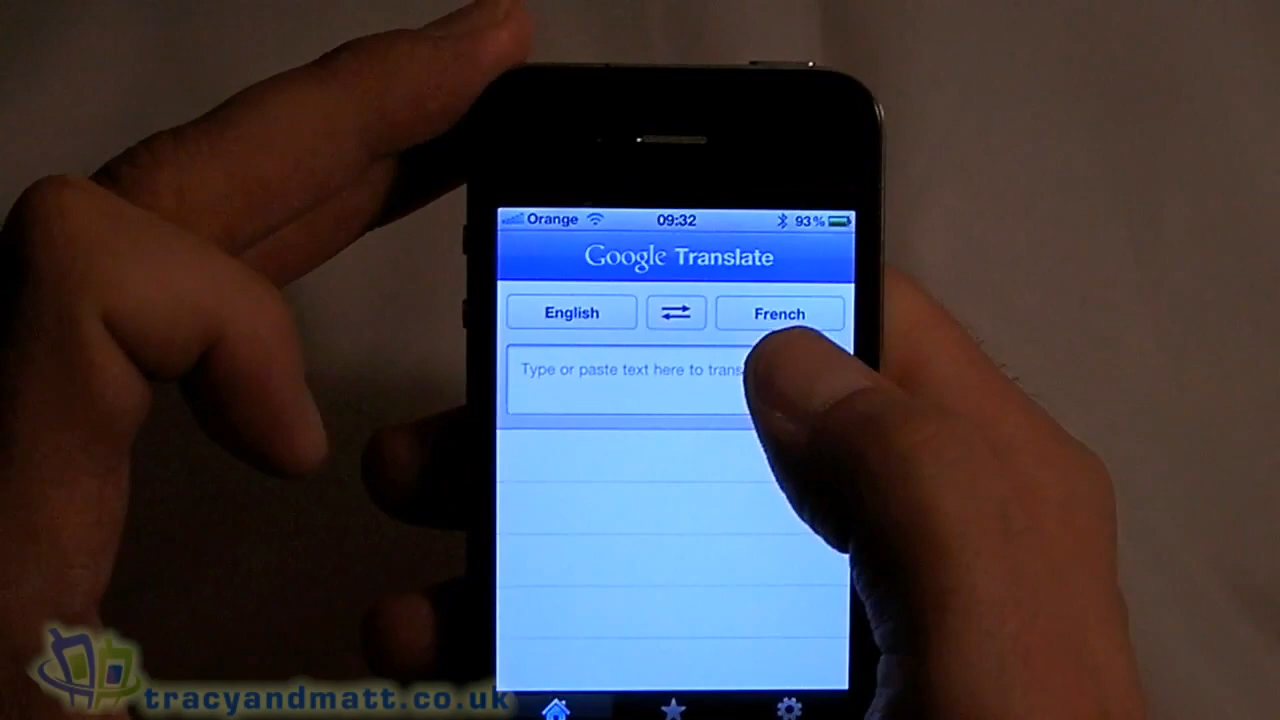 Orange 09:32 93%
Google Translate
English French
Type or paste text here to trans
tracyandmatt.co.uk